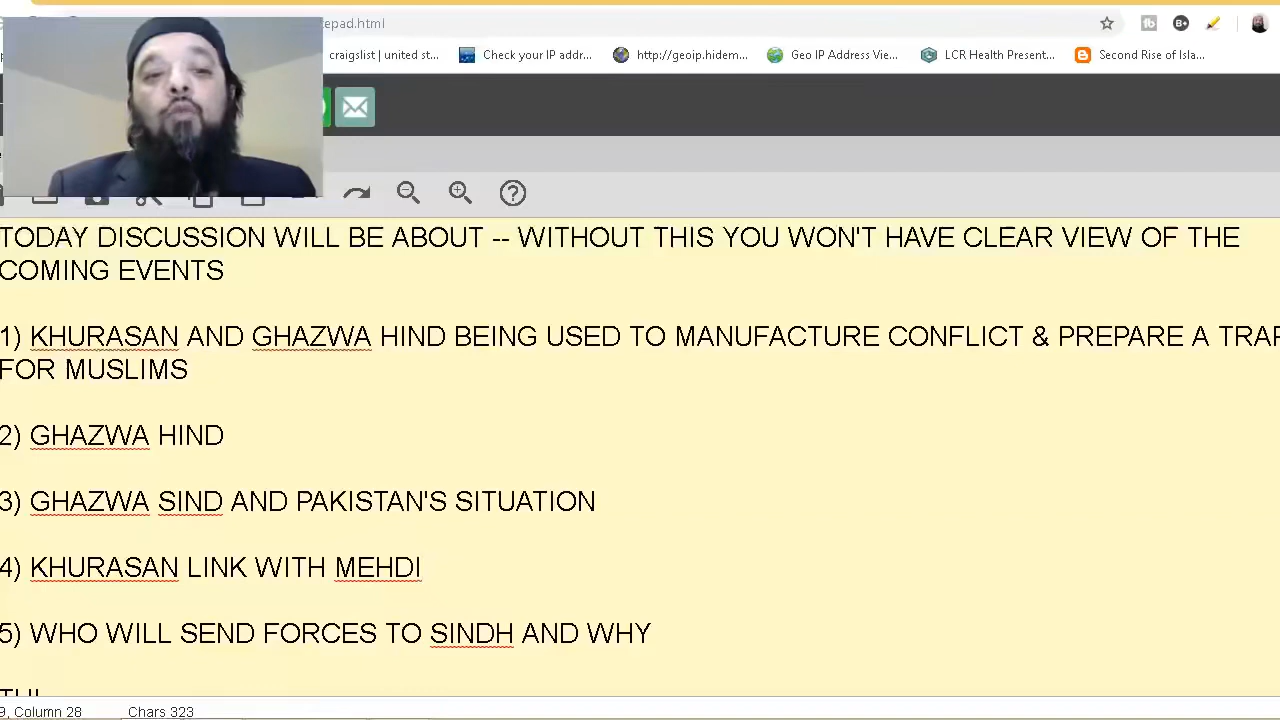 epad.html
craigslist | united st...
Check your IP addr...
http://geoip.hidem...
Geo IP Address Vie...
LCR Health Present...
Second Rise of Isla...
TODAY DISCUSSION WILL BE ABOUT -- WITHOUT THIS YOU WON'T HAVE CLEAR VIEW OF THE
COMING EVENTS
1) KHURASAN AND GHAZWA HIND BEING USED TO MANUFACTURE CONFLICT & PREPARE A TRAP
FOR MUSLIMS
2) GHAZWA HIND
3) GHAZWA SIND AND PAKISTAN'S SITUATION
4) KHURASAN LINK WITH MEHDI
5) WHO WILL SEND FORCES TO SINDH AND WHY
9, Column 28 Chars 323